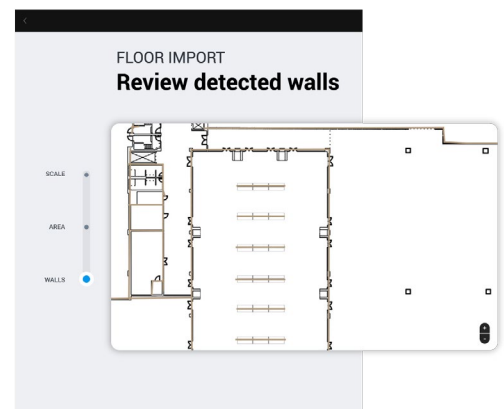 FLOOR IMPORT
Review detected walls
SCALE
AREA
WALLS
+
-